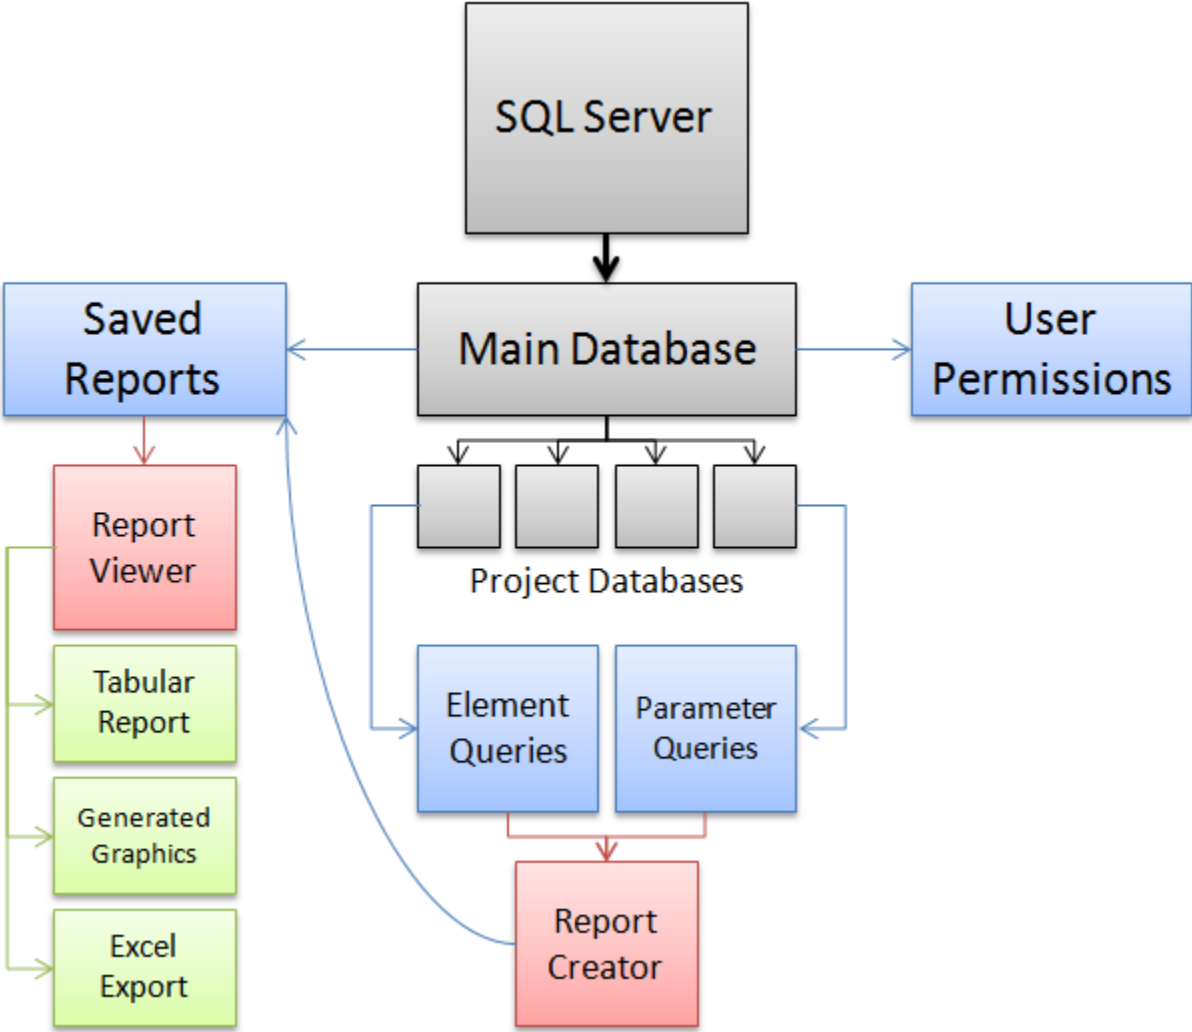 SQL Server
Saved
Reports
Main Database
User
Permissions
Report
Viewer
Project Databases
Tabular
Report
Element
Queries
Parameter
Queries
Generated
Graphics
Excel
Export
Report
Creator